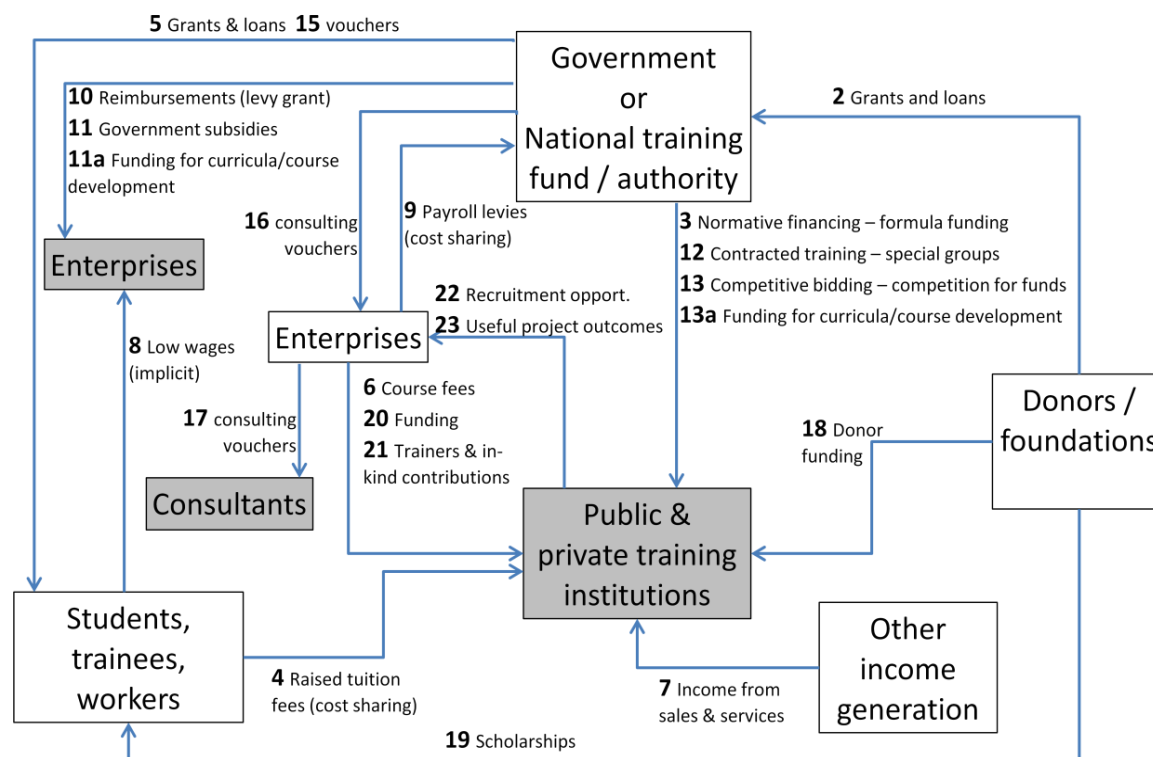 5 Grants & loans 15 vouchers
Government
or
National training
fund / authority
2 Grants and loans
10 Reimbursements (levy grant)
11 Government subsidies
11a Funding for curricula/course
development
16 consulting
vouchers
9 Payroll levies
(cost sharing)
3 Normative financing – formula funding
12 Contracted training – special groups
13 Competitive bidding – competition for funds
13a Funding for curricula/course development
Enterprises
22 Recruitment opport.
23 Useful project outcomes
Enterprises
8 Low wages
(implicit)
6 Course fees
20 Funding
21 Trainers & in-
kind contributions
17 consulting
vouchers
Donors /
foundations
18 Donor
funding
Consultants
Public &
private training
institutions
Students,
trainees,
workers
Other
income
generation
4 Raised tuition
fees (cost sharing)
7 Income from
sales & services
19 Scholarships